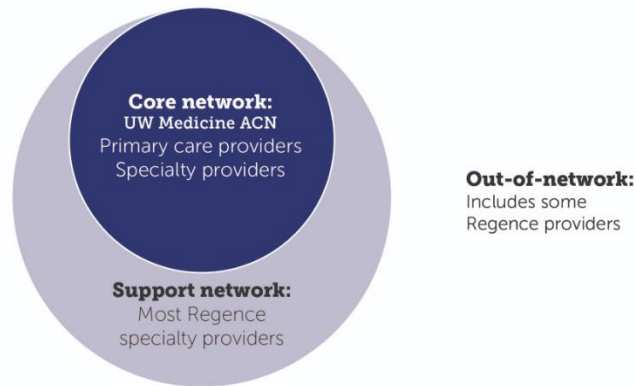 Core network:
UW Medicine ACN
Primary care providers
Specialty providers
Out-of-network:
Includes some
Regence providers
Support network:
Most Regence
specialty providers